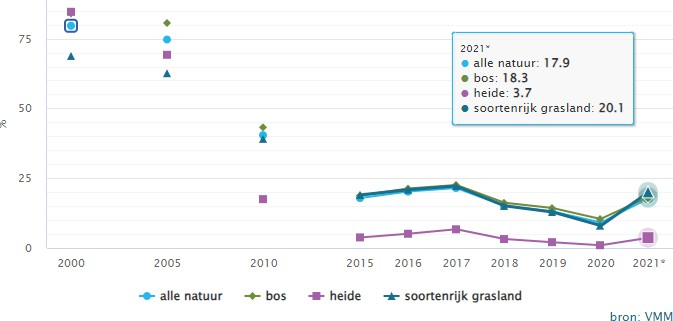 75
50
25
0
%
2021*
alle natuur: 17.9
bos: 18.3
heide: 3.7
soortenrijk grasland: 20.1
2000 2005 2010 2015 2016 2017 2018 2019 2020 2021*
alle natuur bos heide soortenrijk grasland
bron: VMM